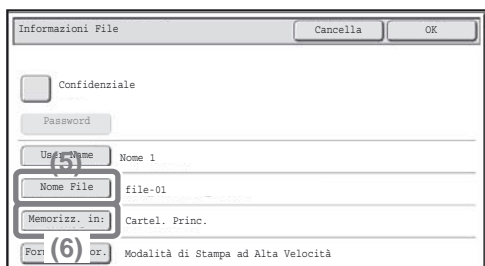 Informazioni File Cancella OK
Confidenziale
Password
User Name Nome 1
(5)
Nome File file-01
Memorizz. in: Cartel. Princ.
(6) Modalità di Stampa ad Alta Velocità